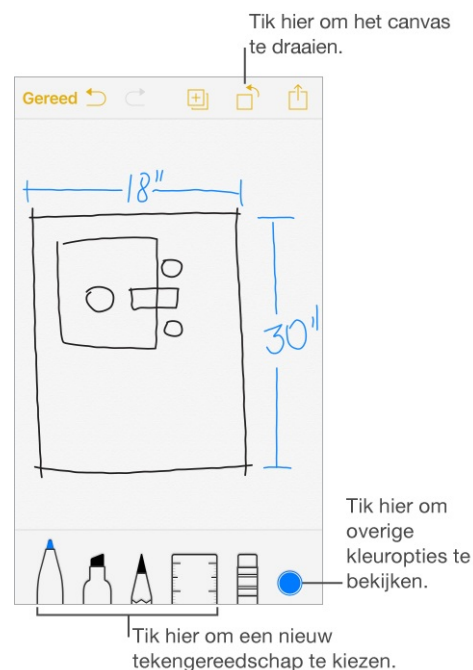 Tik hier om het canvas
te draaien.
Gereed
18"
30"
Tik hier om
overige
kleuropties te
bekijken.
Tik hier om een nieuw
tekengereedschap te kiezen.